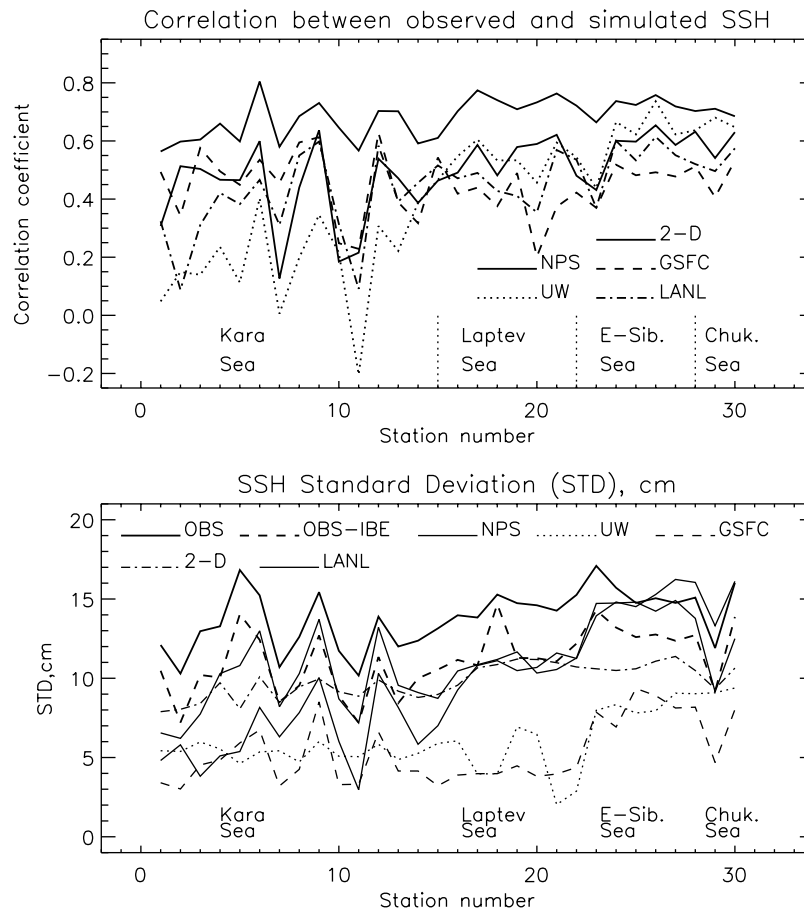 Correlation between observed and simulated SSH
Correlation coefficient
0.8
0.6
0.4
0.2
0.0
−0.2
2-D
NPS
GSFC
UW
LANL
Kara
Sea
Laptev
Sea
E-Sib.
Sea
Chuk.
Sea
0
10
20
30
Station number
SSH Standard Deviation (STD), cm
STD,cm
20
15
10
5
0
OBS
OBS-IBE
NPS
UW
GSFC
2-D
LANL
Kara
Sea
Laptev
Sea
E-Sib.
Sea
Chuk.
Sea
0
10
20
30
Station number